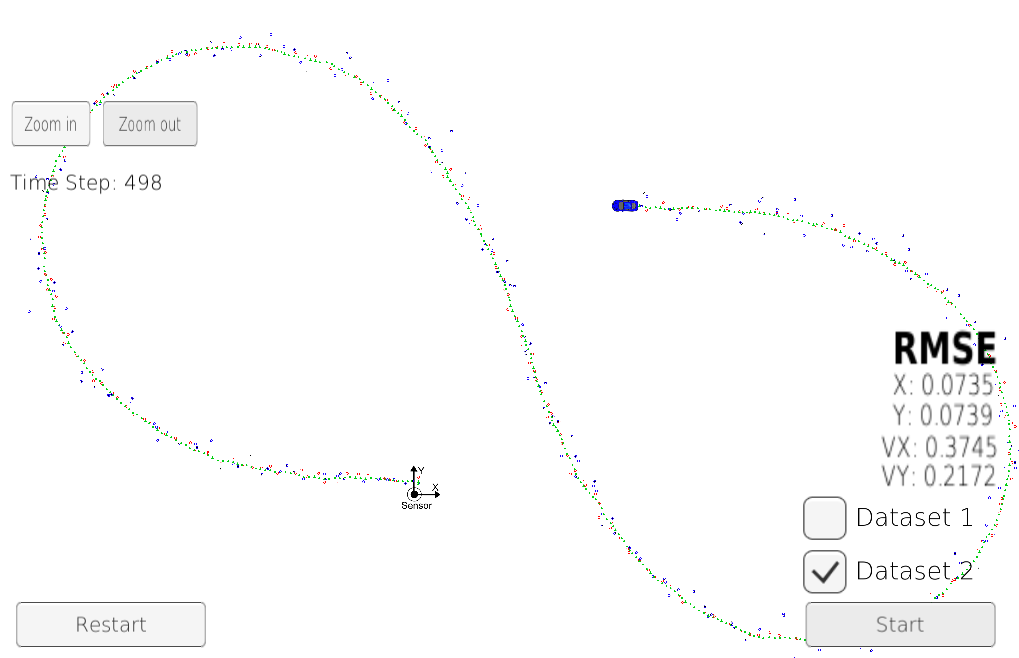 Zoom in
Zoom out
Time Step: 498
RMSE
X: 0.0735
Y: 0.0739
VX: 0.3745
VY: 0.2172
Y
X
Sensor
Dataset 1
Dataset 2
Restart
Start